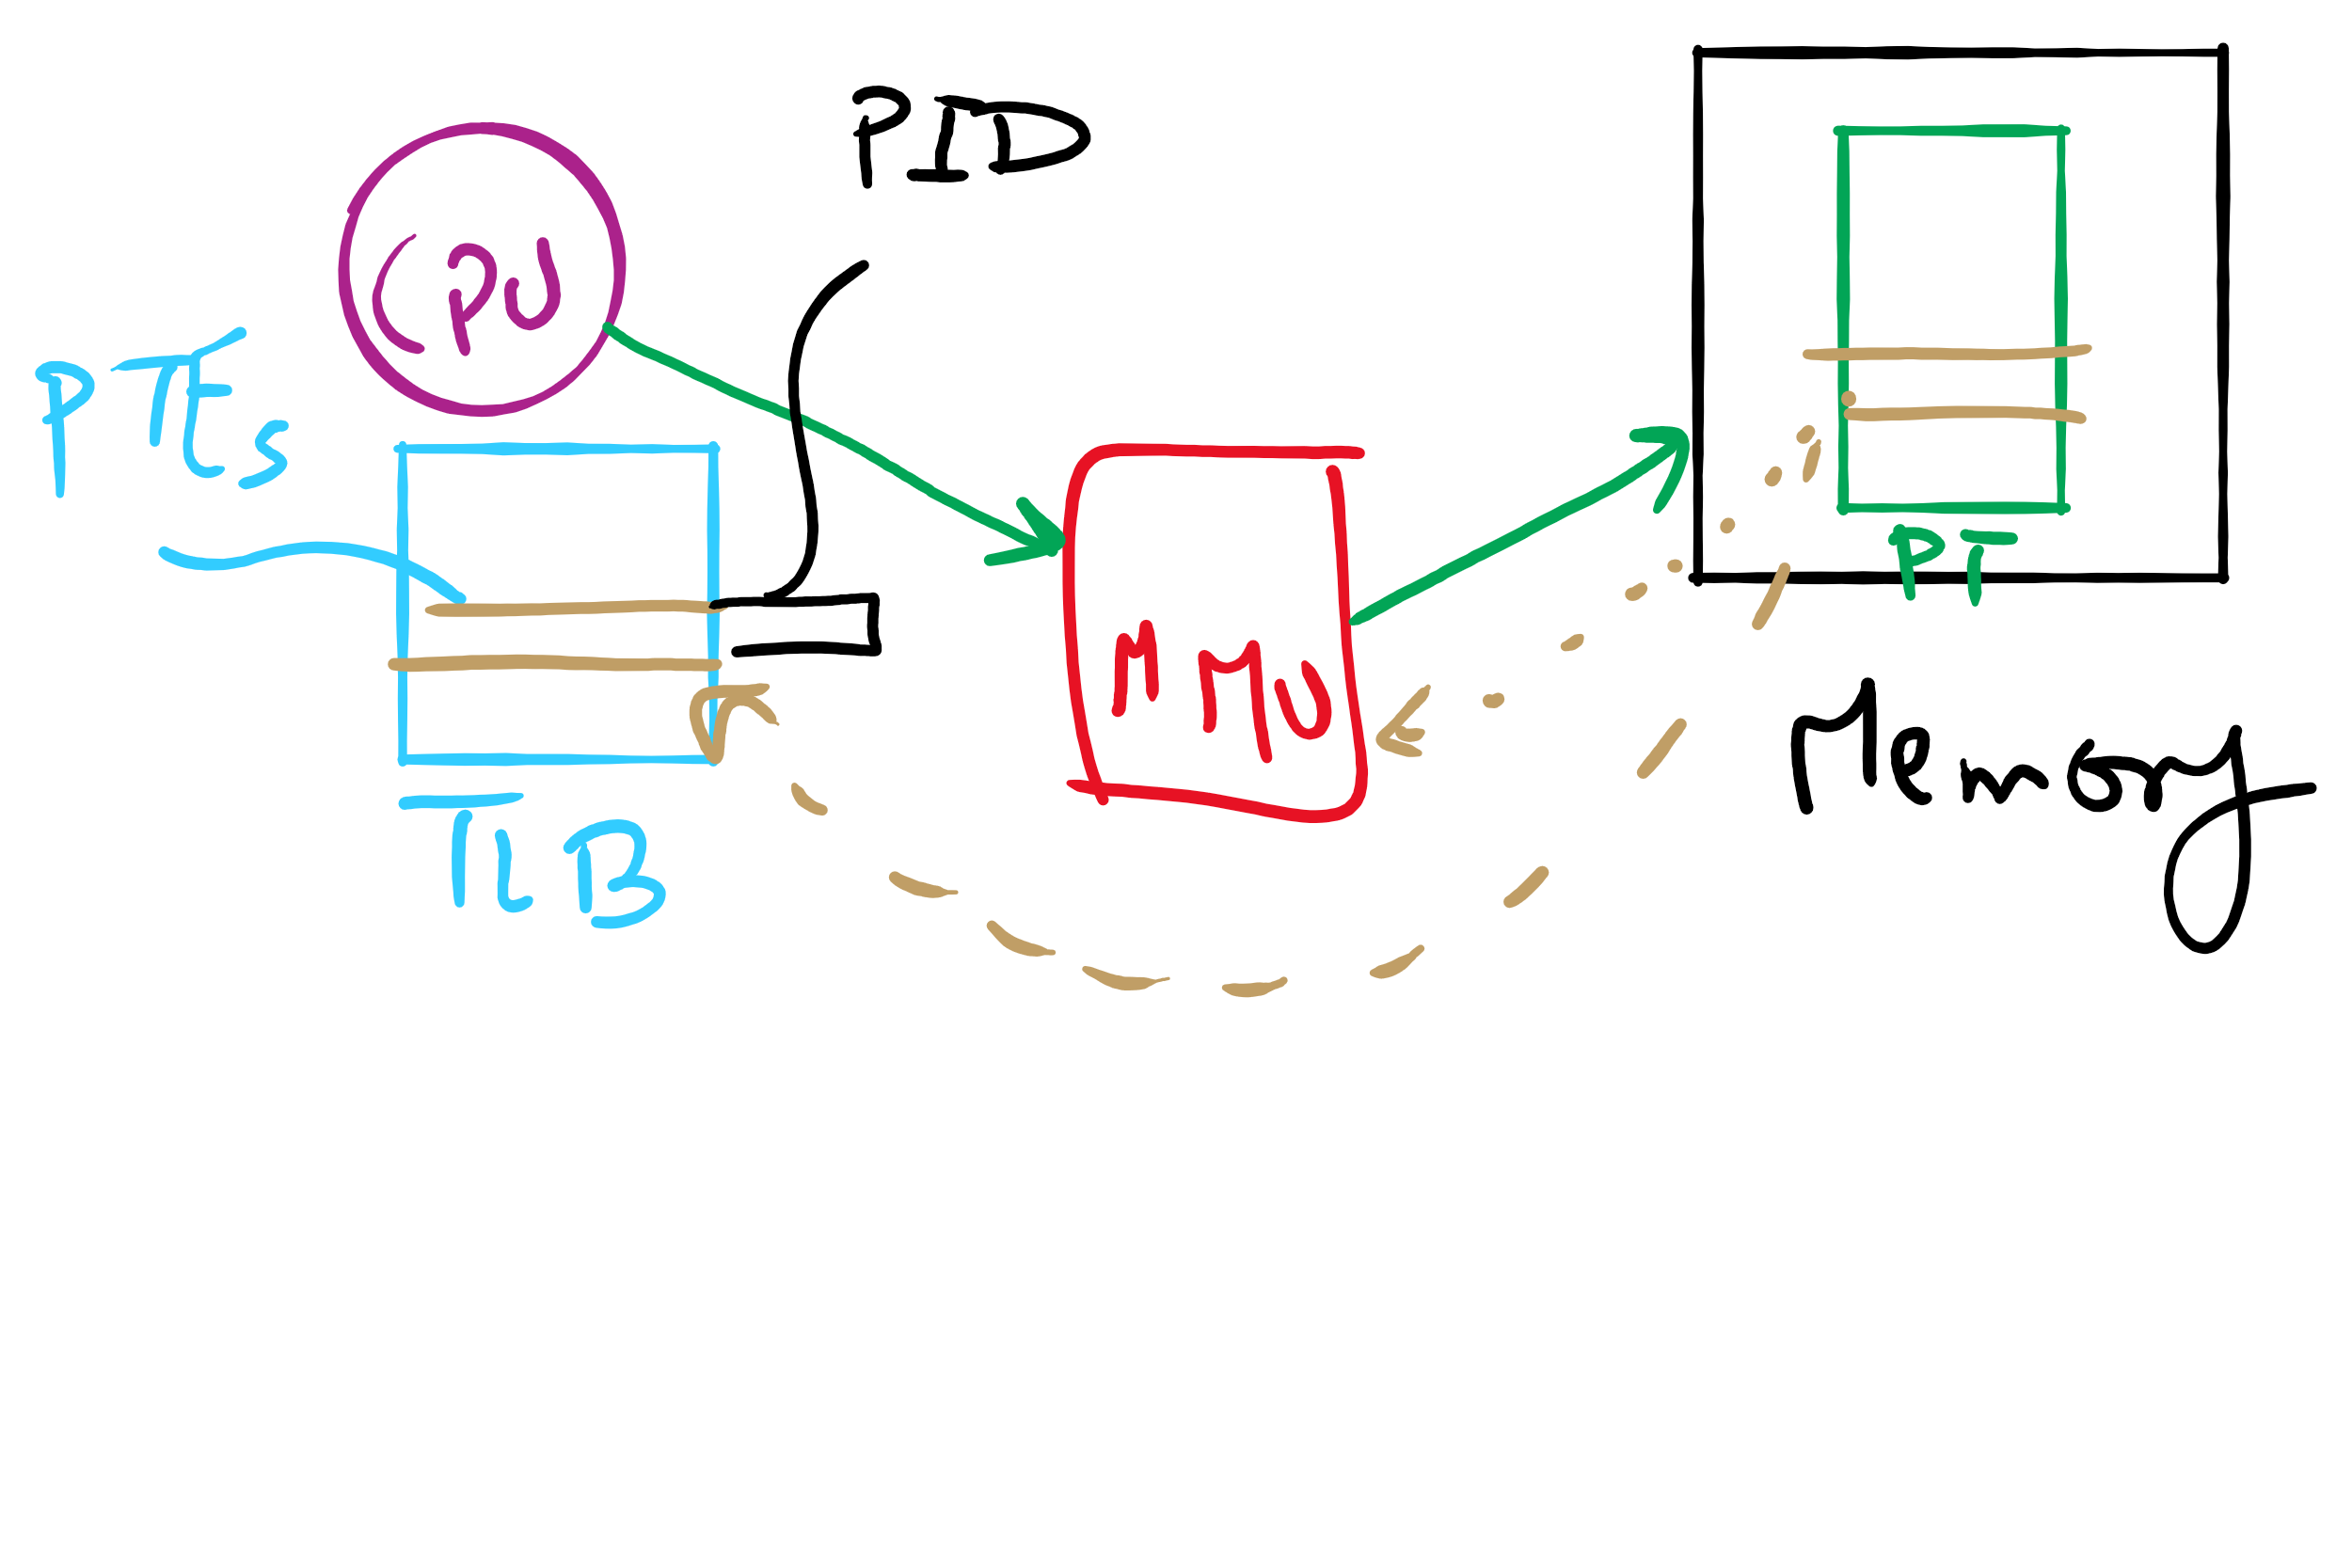 PID
CPU
PTEs
PT
MMU
Memory
TLB